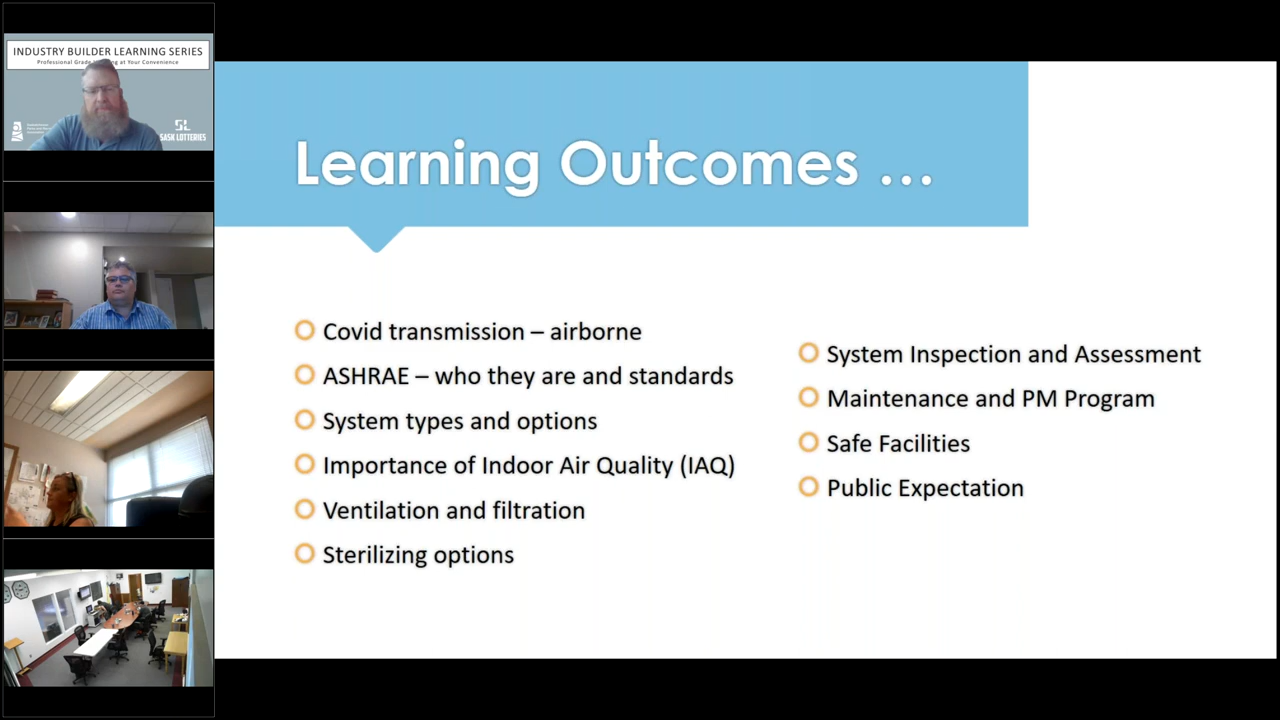 INDUSTRY BUILDER LEARNING SERIES
Professional Grade at Your Convenience
SL
SASK LOTTERIES
Learning Outcomes ...
Covid transmission – airborne
ASHRAE – who they are and standards
System types and options
Importance of Indoor Air Quality (IAQ)
Ventilation and filtration
Sterilizing options
System Inspection and Assessment
Maintenance and PM Program
Safe Facilities
Public Expectation